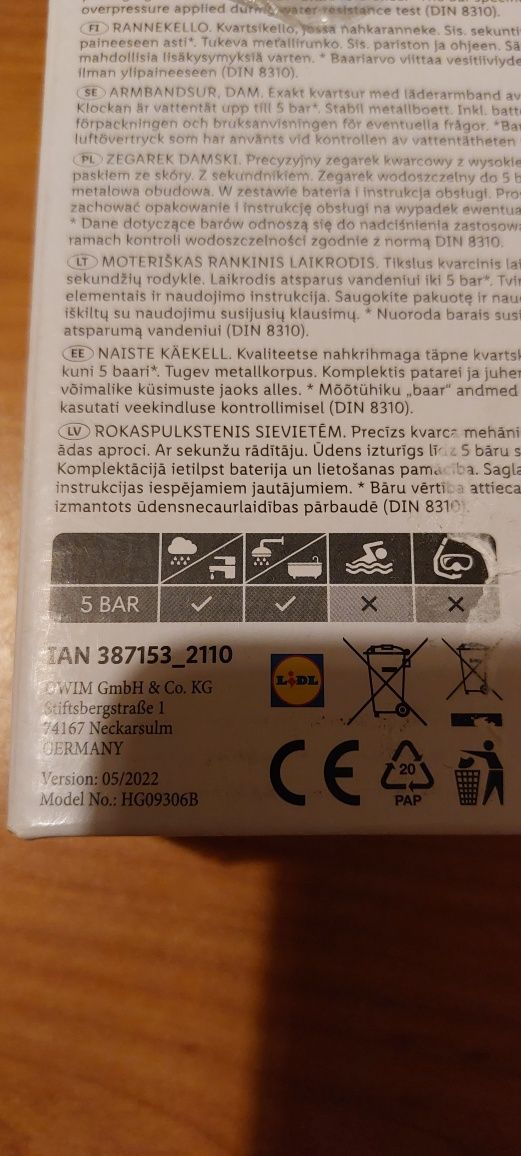 overpressure applied during water resistance test (DIN 8310).
FI RANNEKELLO. Kvartsikello, jossa nahkaranneke. Sis. sekunti
paineeseen asti*. Tukeva metallirunko. Sis. pariston ja ohjeen. Sä
mahdollisia lisäkysymyksiä varten. * Baariarvo viittaa vesitiiviyde
ilman ylipaineeseen (DIN 8310).
SE ARMBANDSUR, DAM. Exakt kvartsur med läderarmband av
Klockan är vattentät upp till 5 bar*. Stabil metallboett. Inkl. batt
förpackningen och bruksanvisningen för eventuella frågor. *Ba
luftövertryck som har använts vid kontrollen av vattentätheten
PL ZEGAREK DAMSKI. Precyzyjny zegarek kwarcowy z wysokie
paskiem ze skóry. Z sekundnikiem. Zegarek wodoszczelny do 5 b
metalowa obudowa. W zestawie bateria i instrukcja obsługi. Pro
zachować opakowanie i instrukcję obsługi na wypadek ewentua
* Dane dotyczące barów odnoszą się do nadciśnienia zastosowa
ramach kontroli wodoszczelności zgodnie z normą DIN 8310.
LT MOTERIŠKAS RANKINIS LAIKRODIS. Tikslus kvarcinis lai
sekundžių rodykle. Laikrodis atsparus vandeniui iki 5 bar*. Tvir
elementais ir naudojimo instrukcija. Saugokite pakuotę ir nau
iškiltų su naudojimu susijusių klausimų. * Nuoroda barais susi
atsparumą vandeniui (DIN 8310).
EE NAISTE KÄEKELL. Kvaliteetse nahkrihmaga täpne kvartsk
kuni 5 baari*. Tugev metallkorpus. Komplektis patarei ja juher
võimalike küsimuste jaoks alles. * Mõõtühiku „baar“ andmed
kasutati veekindluse kontrollimisel (DIN 8310).
LV ROKASPULKSTENIS SIEVIETĒM. Precīzs kvarca mehāni
ādas aproci. Ar sekunžu rādītāju. Ūdens izturīgs līdz 5 bāru s
Komplektācijā ietilpst baterija un lietošanas pamācība. Sagla
instrukcijas iespējamiem jautājumiem. * Bāru vērtība attieca
izmantots ūdensnecaurlaidības pārbaudē (DIN 8310).
5 BAR
IAN 387153_2110
OWIM GmbH & Co. KG
Stiftsbergstraße 1
74167 Neckarsulm
GERMANY
Version: 05/2022
Model No.: HG09306B
LIDL
CE
20
PAP